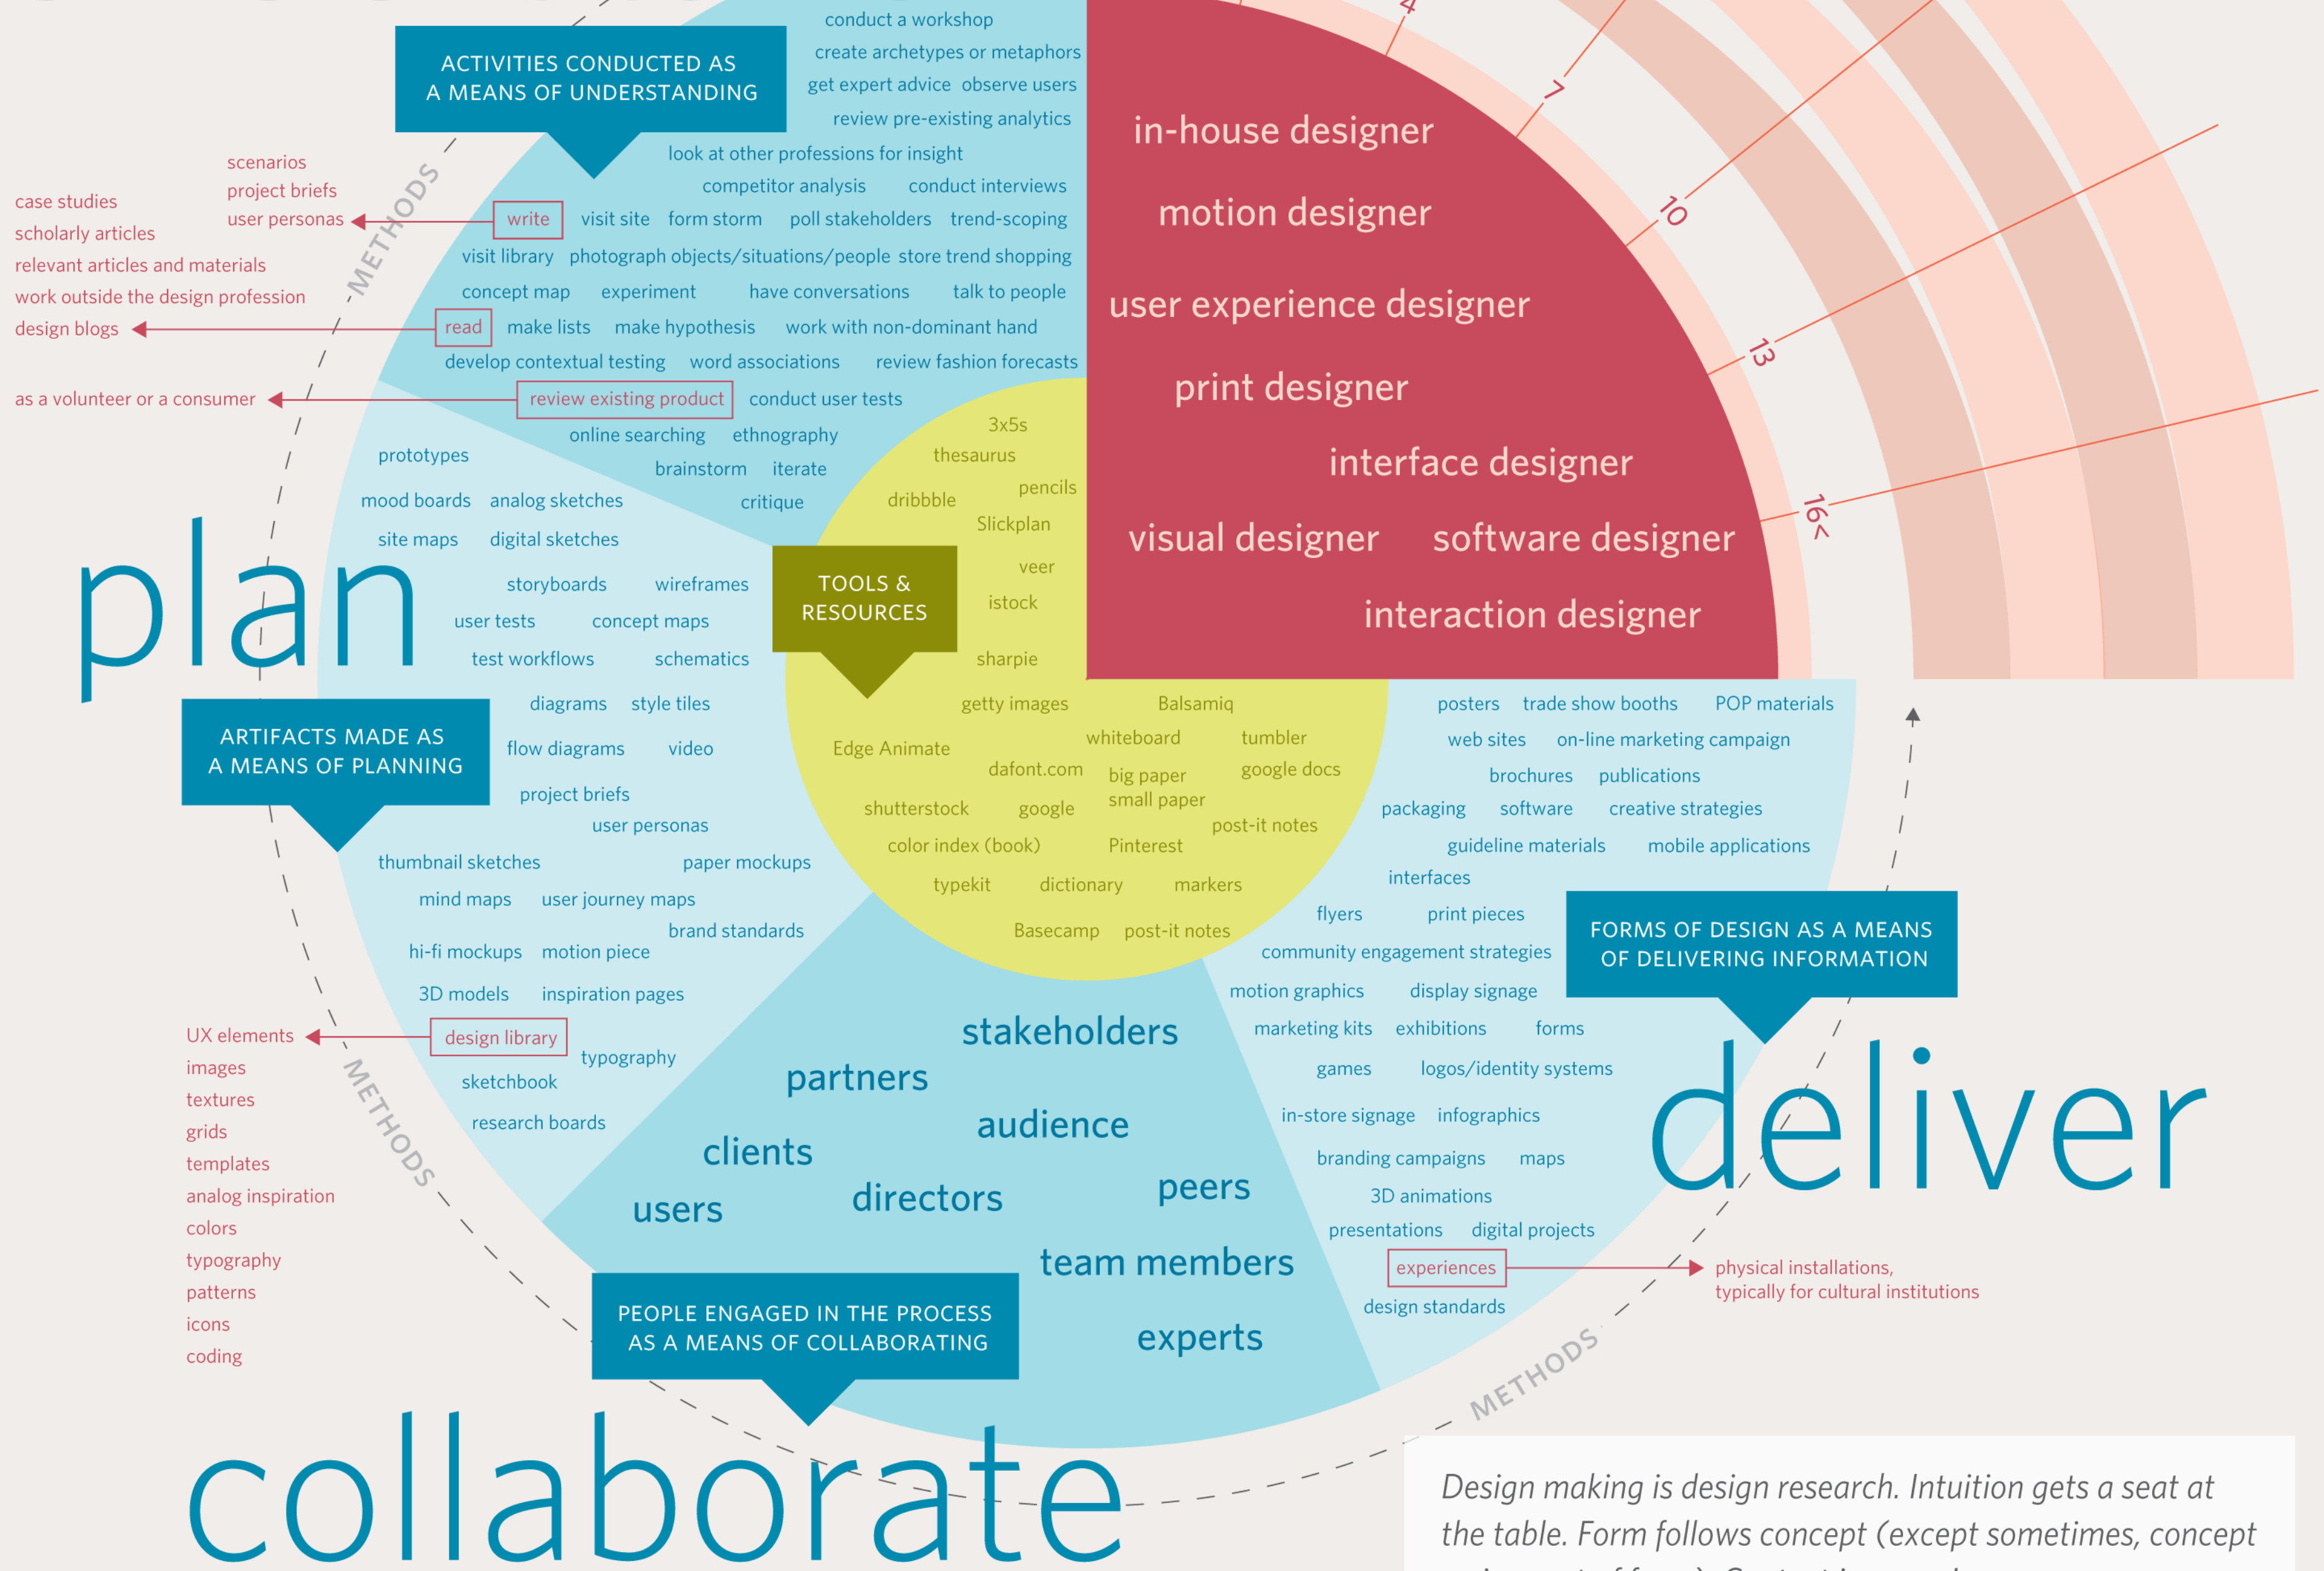 conduct a workshop
create archetypes or metaphors
get expert advice observe users
review pre-existing analytics
look at other professions for insight
competitor analysis conduct interviews
write visit site form storm poll stakeholders trend-scoping
visit library photograph objects/situations/people store trend shopping
concept map experiment have conversations talk to people
read make lists make hypothesis work with non-dominant hand
develop contextual testing word associations review fashion forecasts
review existing product conduct user tests
online searching ethnography
brainstorm iterate
critique
ACTIVITIES CONDUCTED AS
A MEANS OF UNDERSTANDING
METHODS
scenarios
project briefs
user personas
case studies
scholarly articles
relevant articles and materials
work outside the design profession
design blogs
as a volunteer or a consumer
in-house designer
motion designer
user experience designer
print designer
interface designer
visual designer software designer
interaction designer
4
7
10
13
16<
plan
ARTIFACTS MADE AS
A MEANS OF PLANNING
prototypes
mood boards analog sketches
site maps digital sketches
storyboards wireframes
user tests concept maps
test workflows schematics
diagrams style tiles
flow diagrams video
project briefs
user personas
thumbnail sketches paper mockups
mind maps user journey maps
brand standards
hi-fi mockups motion piece
3D models inspiration pages
design library
typography
sketchbook
research boards
UX elements
images
textures
grids
templates
analog inspiration
colors
typography
patterns
icons
coding
METHODS
TOOLS &
RESOURCES
3x5s
thesaurus
pencils
dribbble
Slickplan
veer
istock
sharpie
getty images Balsamiq
whiteboard tumbler
Edge Animate
dafont.com big paper google docs
small paper
shutterstock google
post-it notes
color index (book) Pinterest
typekit dictionary markers
Basecamp post-it notes
stakeholders
partners
audience
clients
peers
directors
users
team members
experts
PEOPLE ENGAGED IN THE PROCESS
AS A MEANS OF COLLABORATING
collaborate
posters trade show booths POP materials
web sites on-line marketing campaign
brochures publications
packaging software creative strategies
guideline materials mobile applications
interfaces
flyers print pieces
community engagement strategies
motion graphics display signage
marketing kits exhibitions forms
games logos/identity systems
in-store signage infographics
branding campaigns maps
3D animations
presentations digital projects
experiences
design standards
physical installations,
typically for cultural institutions
FORMS OF DESIGN AS A MEANS
OF DELIVERING INFORMATION
deliver
METHODS
Design making is design research. Intuition gets a seat at
the table. Form follows concept (except sometimes, concept